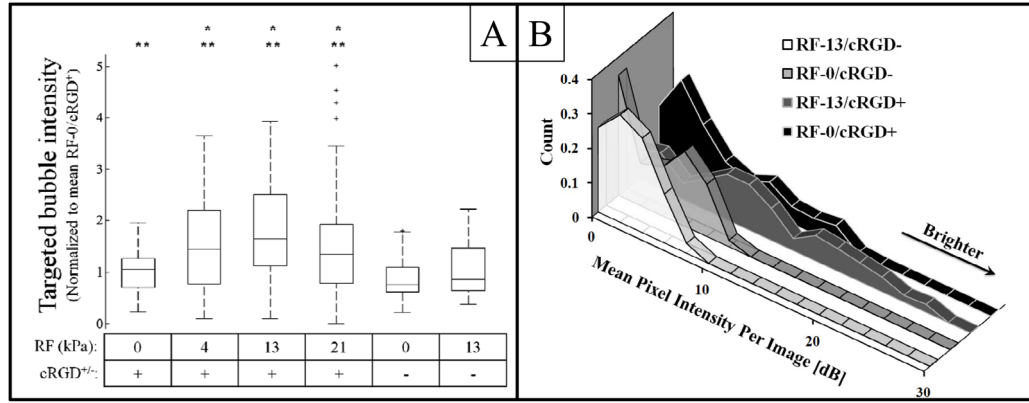 A
B
* * *
** ** ** **
Targeted bubble intensity
(Normalized to mean RF-0/cRGD⁺)
5
4
3
2
1
0
RF (kPa): 0 4 13 21 0 13
cRGD⁺/⁻: + + + + - -
RF-13/cRGD-
RF-0/cRGD-
RF-13/cRGD+
RF-0/cRGD+
Count
0.4
0.3
0.2
0.1
0
0
10
20
30
Mean Pixel Intensity Per Image [dB]
Brighter